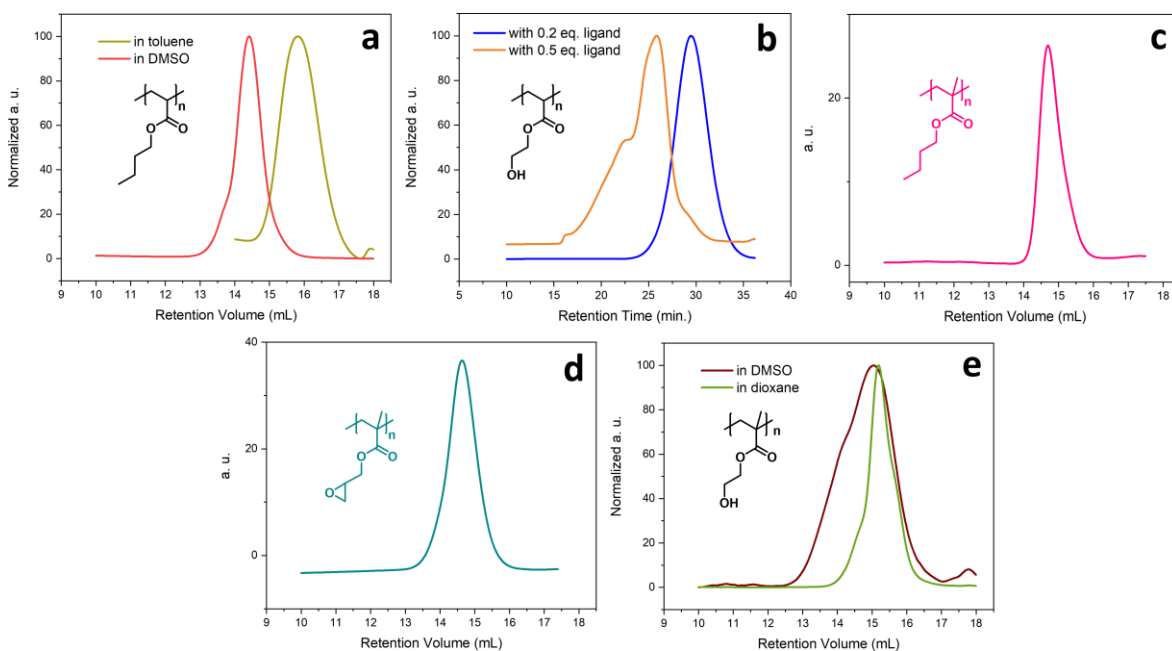 a
in toluene
in DMSO
Normalized a. u.
100
80
60
40
20
0
n
O
O
9 10 11 12 13 14 15 16 17 18
Retention Volume (mL)
b
with 0.2 eq. ligand
with 0.5 eq. ligand
Normalized a. u.
100
80
60
40
20
0
n
O
O
OH
5 10 15 20 25 30 35 40
Retention Time (min.)
c
a. u.
20
0
n
O
O
9 10 11 12 13 14 15 16 17 18
Retention Volume (mL)
d
a. u.
40
20
0
n
O
O
O
9 10 11 12 13 14 15 16 17 18
Retention Volume (mL)
e
in DMSO
in dioxane
Normalized a. u.
100
80
60
40
20
0
n
O
O
OH
9 10 11 12 13 14 15 16 17 18
Retention Volume (mL)